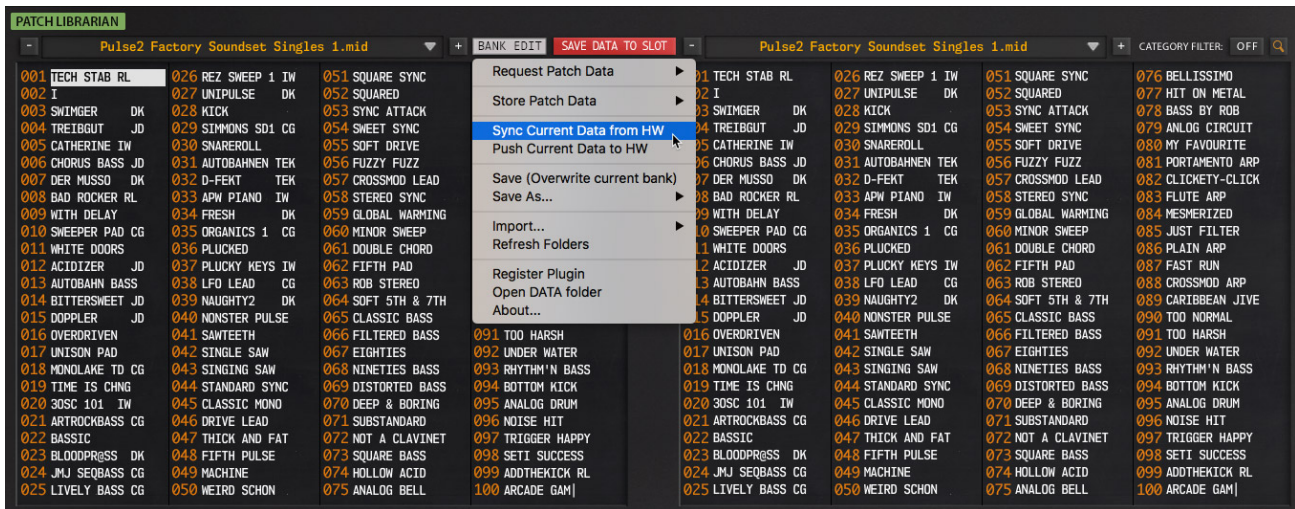 PATCH LIBRARIAN
- Pulse2 Factory Soundset Singles 1.mid ▼ + BANK EDIT SAVE DATA TO SLOT - Pulse2 Factory Soundset Singles 1.mid ▼ + CATEGORY FILTER: OFF
001 TECH STAB RL
002 I
003 SWIMGER DK
004 TREIBGUT JD
005 CATHERINE IW
006 CHORUS BASS JD
007 DER MUSSO DK
008 BAD ROCKER RL
009 WITH DELAY
010 SWEEPER PAD CG
011 WHITE DOORS
012 ACIDIZER JD
013 AUTOBAHN BASS
014 BITTERSWEET JD
015 DOPPLER JD
016 OVERDRIVEN
017 UNISON PAD
018 MONOLAKE TD CG
019 TIME IS CHNG
020 3OSC 101 IW
021 ARTROCKBASS CG
022 BASSIC
023 BLOODPR@SS DK
024 JMJ SEQBASS CG
025 LIVELY BASS CG
026 REZ SWEEP 1 IW
027 UNIPULSE DK
028 KICK
029 SIMMONS SD1 CG
030 SNAREROLL
031 AUTOBAHNEN TEK
032 D-FEKT TEK
033 APW PIANO IW
034 FRESH DK
035 ORGANICS 1 CG
036 PLUCKED
037 PLUCKY KEYS IW
038 LFO LEAD CG
039 NAUGHTY2 DK
040 NONSTER PULSE
041 SAWTEETH
042 SINGLE SAW
043 SINGING SAW
044 STANDARD SYNC
045 CLASSIC MONO
046 DRIVE LEAD
047 THICK AND FAT
048 FIFTH PULSE
049 MACHINE
050 WEIRD SCHON
051 SQUARE SYNC
052 SQUARED
053 SYNC ATTACK
054 SWEET SYNC
055 SOFT DRIVE
056 FUZZY FUZZ
057 CROSSMOD LEAD
058 STEREO SYNC
059 GLOBAL WARMING
060 MINOR SWEEP
061 DOUBLE CHORD
062 FIFTH PAD
063 ROB STEREO
064 SOFT 5TH & 7TH
065 CLASSIC BASS
066 FILTERED BASS
067 EIGHTIES
068 NINETIES BASS
069 DISTORTED BASS
070 DEEP & BORING
071 SUBSTANDARD
072 NOT A CLAVINET
073 SQUARE BASS
074 HOLLOW ACID
075 ANALOG BELL
Request Patch Data
Store Patch Data
Sync Current Data from HW
Push Current Data to HW
Save (Overwrite current bank)
Save As...
Import...
Refresh Folders
Register Plugin
Open DATA folder
About...
091 TOO HARSH
092 UNDER WATER
093 RHYTHM'N BASS
094 BOTTOM KICK
095 ANALOG DRUM
096 NOISE HIT
097 TRIGGER HAPPY
098 SETI SUCCESS
099 ADDTHEKICK RL
100 ARCADE GAM|
01 TECH STAB RL
02 I
03 SWIMGER DK
04 TREIBGUT JD
05 CATHERINE IW
06 CHORUS BASS JD
07 DER MUSSO DK
08 BAD ROCKER RL
09 WITH DELAY
10 SWEEPER PAD CG
11 WHITE DOORS
12 ACIDIZER JD
13 AUTOBAHN BASS
14 BITTERSWEET JD
15 DOPPLER JD
016 OVERDRIVEN
017 UNISON PAD
018 MONOLAKE TD CG
019 TIME IS CHNG
020 3OSC 101 IW
021 ARTROCKBASS CG
022 BASSIC
023 BLOODPR@SS DK
024 JMJ SEQBASS CG
025 LIVELY BASS CG
026 REZ SWEEP 1 IW
027 UNIPULSE DK
028 KICK
029 SIMMONS SD1 CG
030 SNAREROLL
031 AUTOBAHNEN TEK
032 D-FEKT TEK
033 APW PIANO IW
034 FRESH DK
035 ORGANICS 1 CG
036 PLUCKED
037 PLUCKY KEYS IW
038 LFO LEAD CG
039 NAUGHTY2 DK
040 NONSTER PULSE
041 SAWTEETH
042 SINGLE SAW
043 SINGING SAW
044 STANDARD SYNC
045 CLASSIC MONO
046 DRIVE LEAD
047 THICK AND FAT
048 FIFTH PULSE
049 MACHINE
050 WEIRD SCHON
051 SQUARE SYNC
052 SQUARED
053 SYNC ATTACK
054 SWEET SYNC
055 SOFT DRIVE
056 FUZZY FUZZ
057 CROSSMOD LEAD
058 STEREO SYNC
059 GLOBAL WARMING
060 MINOR SWEEP
061 DOUBLE CHORD
062 FIFTH PAD
063 ROB STEREO
064 SOFT 5TH & 7TH
065 CLASSIC BASS
066 FILTERED BASS
067 EIGHTIES
068 NINETIES BASS
069 DISTORTED BASS
070 DEEP & BORING
071 SUBSTANDARD
072 NOT A CLAVINET
073 SQUARE BASS
074 HOLLOW ACID
075 ANALOG BELL
076 BELLISSIMO
077 HIT ON METAL
078 BASS BY ROB
079 ANLOG CIRCUIT
080 MY FAVOURITE
081 PORTAMENTO ARP
082 CLICKETY-CLICK
083 FLUTE ARP
084 MESMERIZED
085 JUST FILTER
086 PLAIN ARP
087 FAST RUN
088 CROSSMOD ARP
089 CARIBBEAN JIVE
090 TOO NORMAL
091 TOO HARSH
092 UNDER WATER
093 RHYTHM'N BASS
094 BOTTOM KICK
095 ANALOG DRUM
096 NOISE HIT
097 TRIGGER HAPPY
098 SETI SUCCESS
099 ADDTHEKICK RL
100 ARCADE GAM|